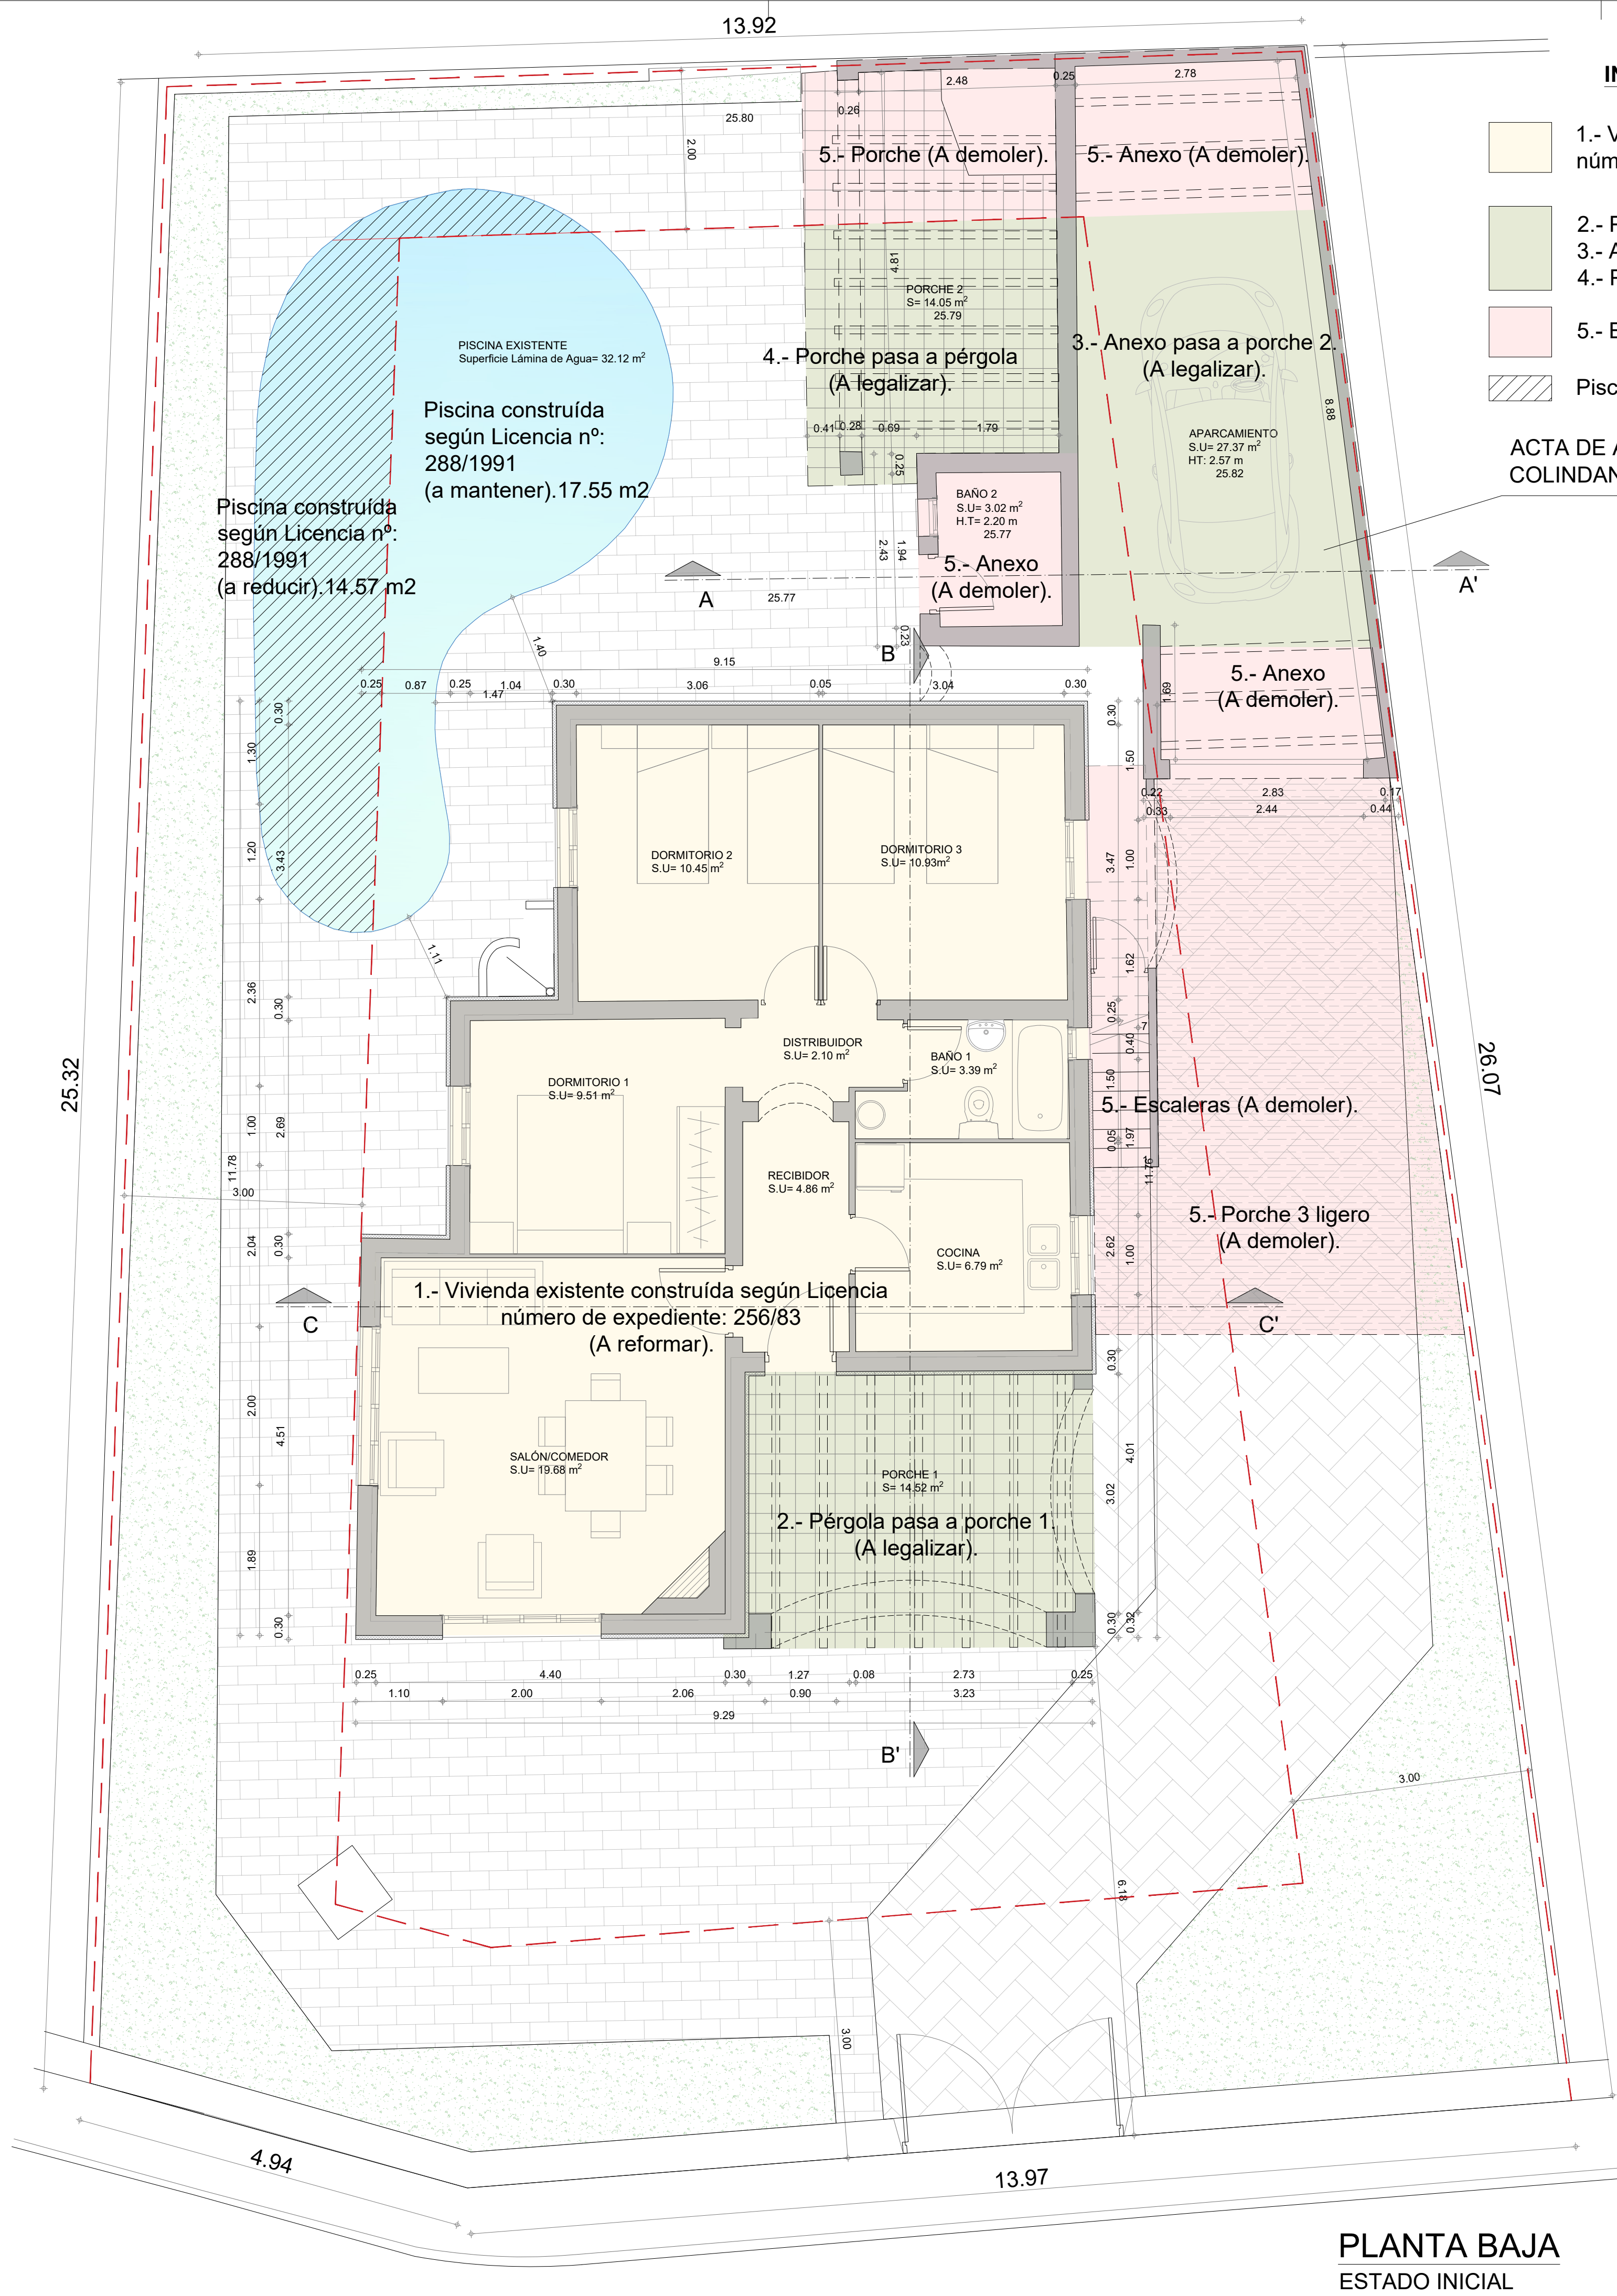 13.92
25.80
2.00
2.48
0.25
2.78
0.26
5.- Porche (A demoler).
5.- Anexo (A demoler).
4.81
PORCHE 2
S= 14.05 m2
25.79
4.- Porche pasa a pérgola
(A legalizar).
3.- Anexo pasa a porche 2.
(A legalizar).
8.88
APARCAMIENTO
S.U= 27.37 m2
HT: 2.57 m
25.82
0.41
0.28
0.69
1.79
0.25
PISCINA EXISTENTE
Superficie Lámina de Agua= 32.12 m2
Piscina construída
según Licencia nº:
288/1991
(a mantener).17.55 m2
Piscina construída
según Licencia nº:
288/1991
(a reducir).14.57 m2
BAÑO 2
S.U= 3.02 m2
H.T= 2.20 m
25.77
5.- Anexo
(A demoler).
2.43
1.94
0.23
A
A'
25.77
1.40
B
9.15
0.25
0.87
0.25
1.04
1.47
0.30
3.06
0.05
3.04
0.30
5.- Anexo
(A demoler).
1.69
0.30
1.30
1.20
3.43
0.30
1.50
0.22
2.83
0.17
0.33
2.44
0.44
DORMITORIO 2
S.U= 10.45 m2
DORMITORIO 3
S.U= 10.93m2
3.47
1.00
1.11
1.62
2.36
0.30
0.25
7
0.40
DISTRIBUIDOR
S.U= 2.10 m2
BAÑO 1
S.U= 3.39 m2
DORMITORIO 1
S.U= 9.51 m2
25.32
26.07
1.50
5.- Escaleras (A demoler).
1.00
2.69
0.05
1.97
1
11.76
11.78
3.00
RECIBIDOR
S.U= 4.86 m2
5.- Porche 3 ligero
(A demoler).
2.04
0.30
COCINA
S.U= 6.79 m2
2.62
1.00
1.- Vivienda existente construída según Licencia
número de expediente: 256/83
(A reformar).
C
C'
0.30
2.00
4.51
SALÓN/COMEDOR
S.U= 19.68 m2
PORCHE 1
S= 14.52 m2
2.- Pérgola pasa a porche 1.
(A legalizar).
4.01
3.02
1.89
0.30
0.30
0.32
0.25
4.40
0.30
1.27
0.08
2.73
0.25
1.10
2.00
2.06
0.90
3.23
9.29
B'
3.00
6.18
3.00
4.94
13.97
1.- V
núm
2.- P
3.- A
4.- P
5.- E
Pisc
ACTA DE A
COLINDAN
PLANTA BAJA
ESTADO INICIAL